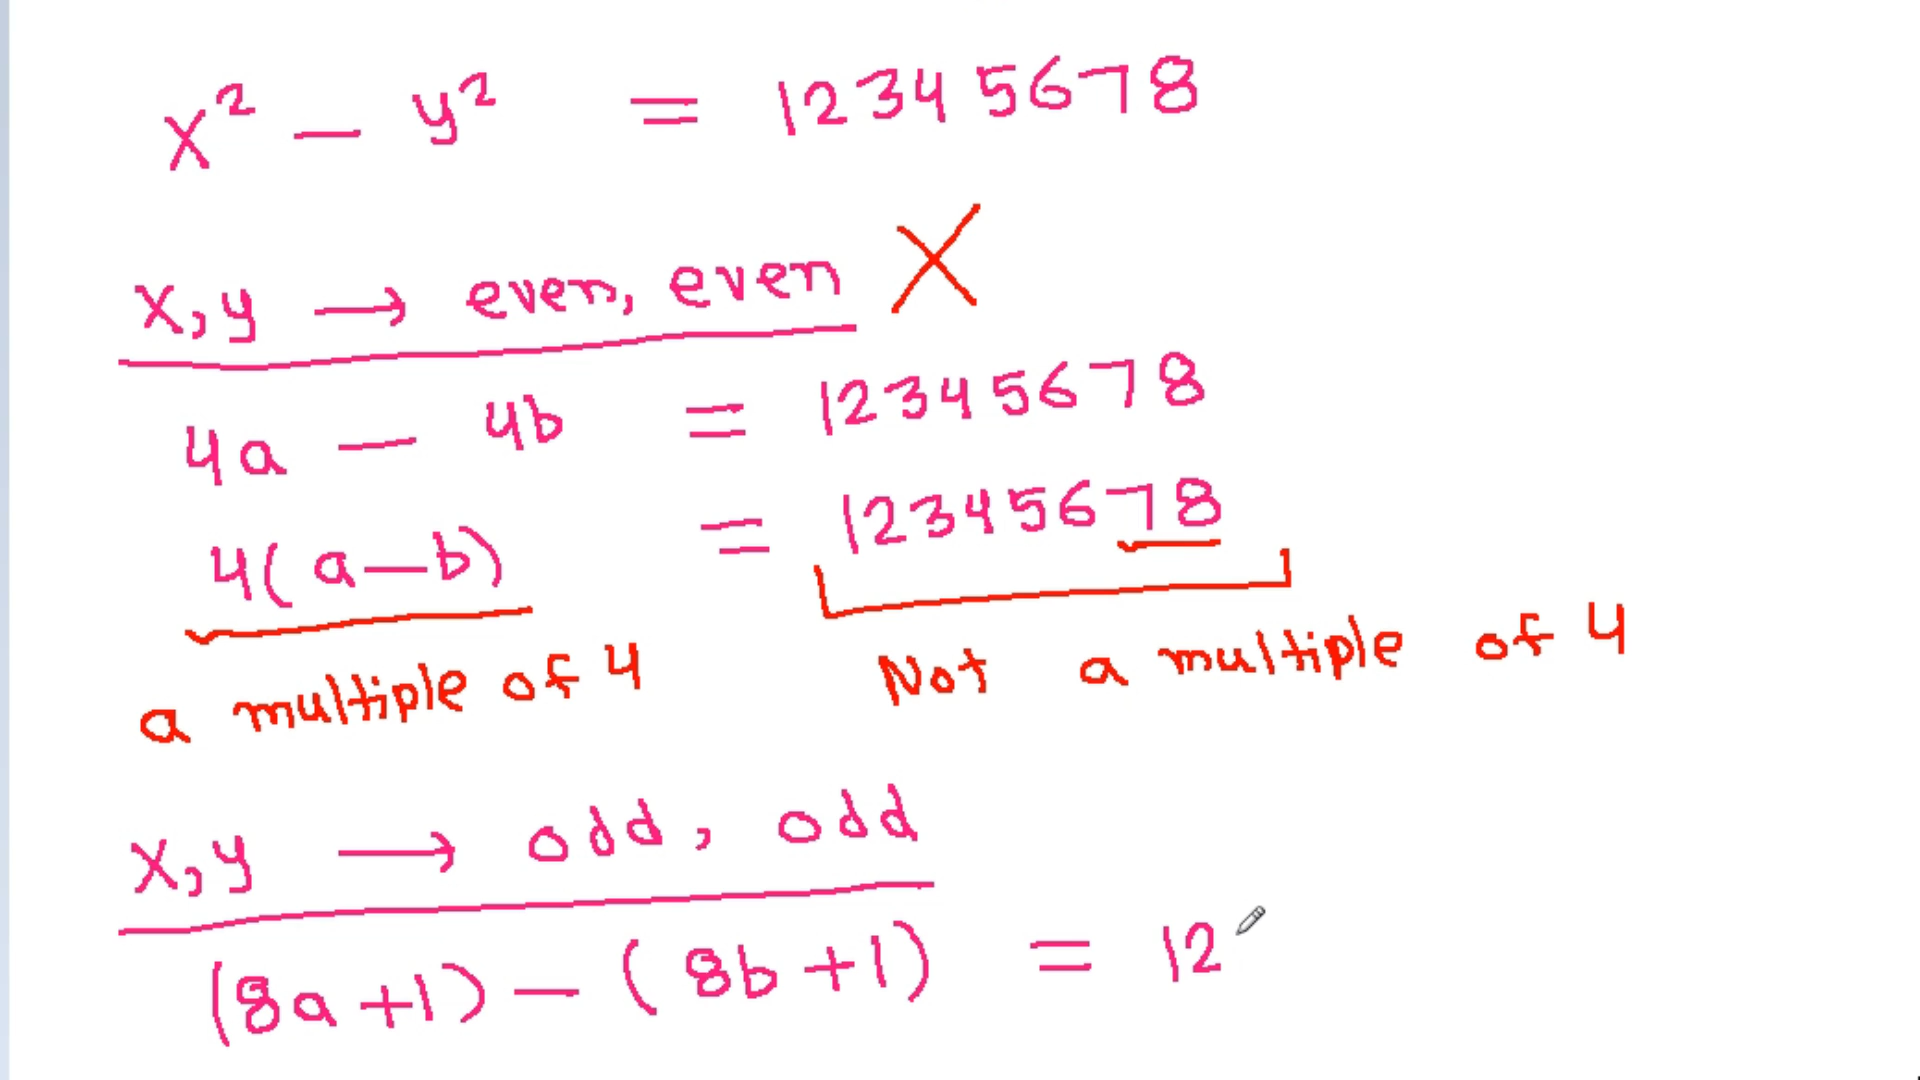 x² − y² = 12345678
x,y → even, even X
4a − 4b = 12345678
4(a−b) = 12345678
a multiple of 4 Not a multiple of 4
x,y → odd, odd
(8a+1) − (8b+1) = 12